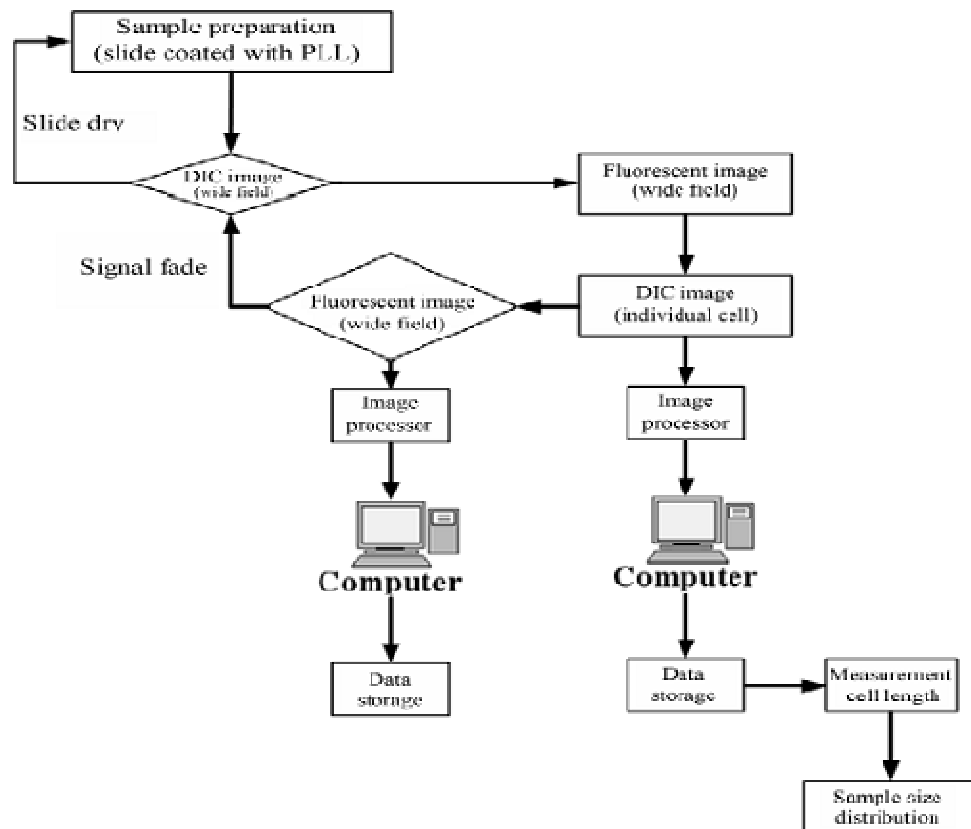 Sample preparation
(slide coated with PLL)
Slide dry
DIC image
(wide field)
Fluorescent image
(wide field)
Signal fade
Fluorescent image
(wide field)
DIC image
(individual cell)
Image
processor
Image
processor
Computer
Computer
Data
storage
Data
storage
Measurement
cell length
Sample size
distribution